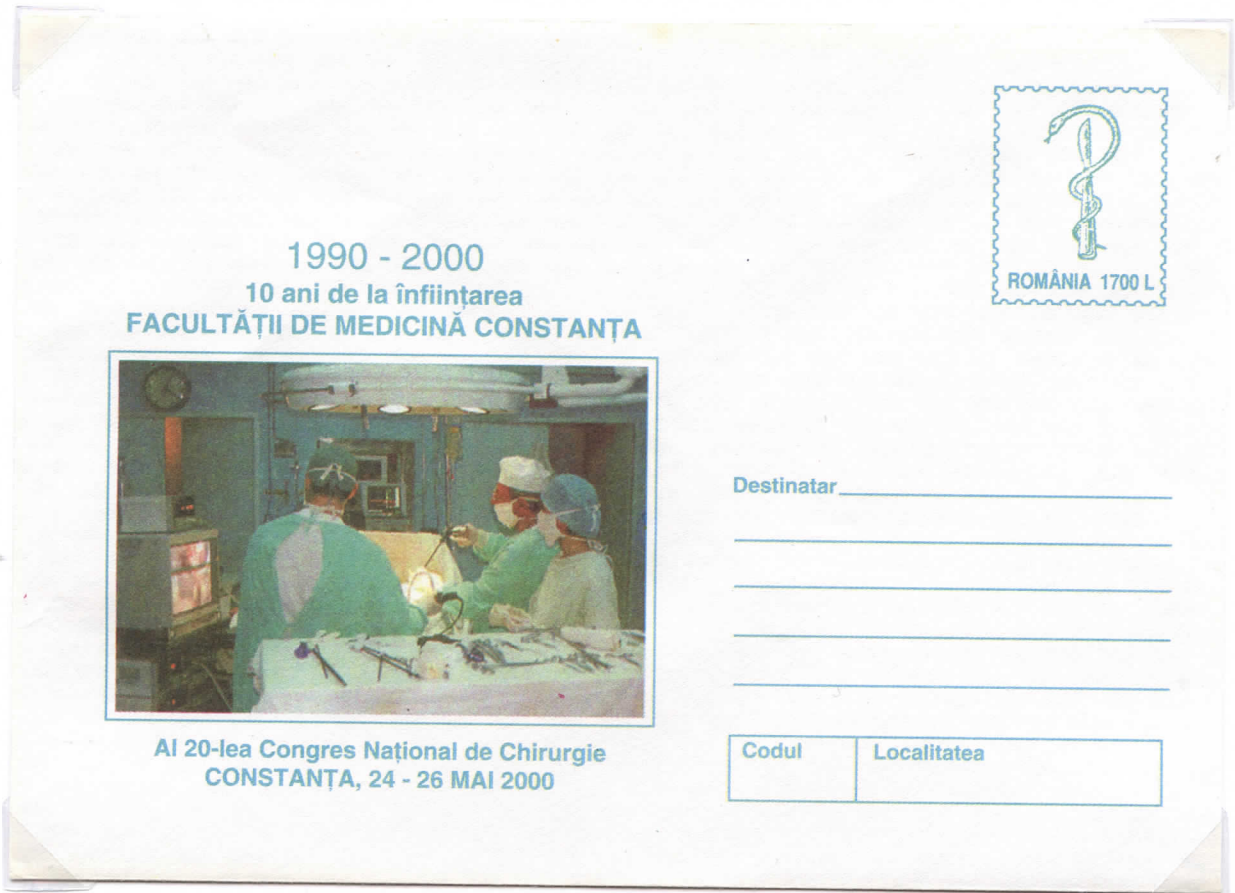 ROMÂNIA 1700 L
1990 - 2000
10 ani de la înființarea
FACULTĂȚII DE MEDICINĂ CONSTANȚA
Destinatar
Al 20-lea Congres Național de Chirurgie
CONSTANȚA, 24 - 26 MAI 2000
Codul
Localitatea